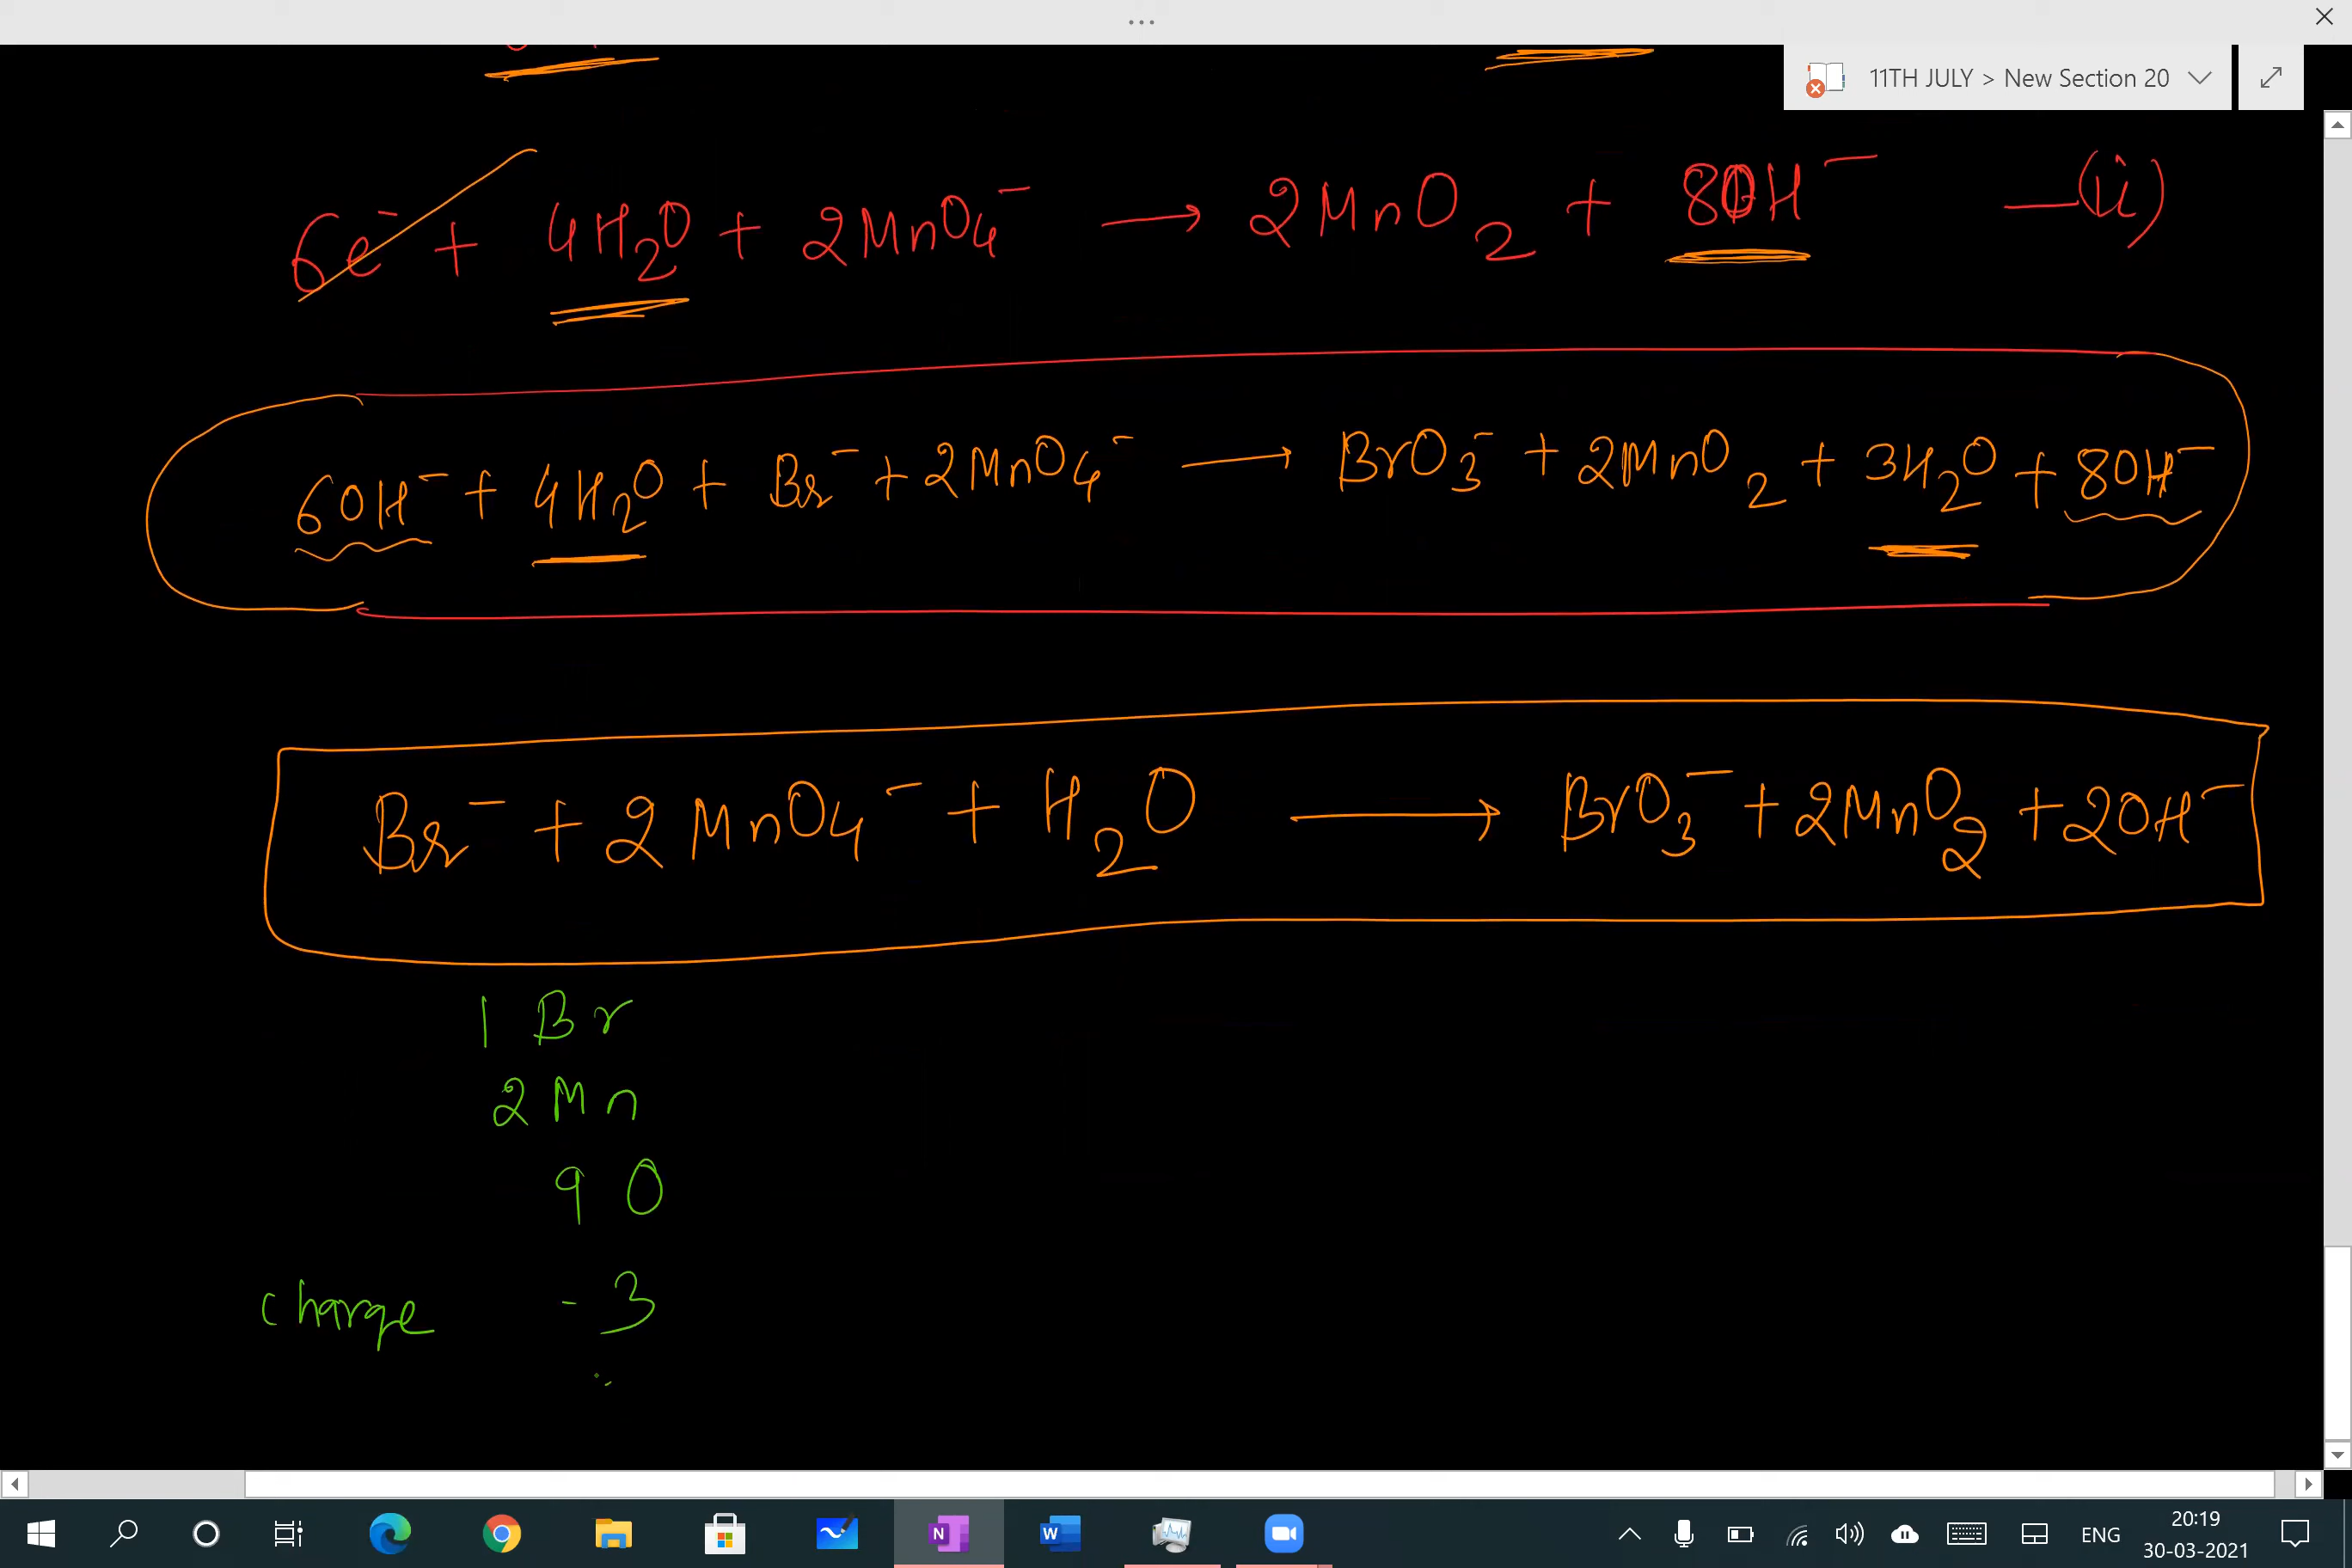 11TH JULY > New Section 20
6e⁻ + 4H₂O + 2MnO₄⁻ → 2MnO₂ + 8OH⁻ —(ii)
6OH⁻ + 4H₂O + Br⁻ + 2MnO₄⁻ → BrO₃⁻ + 2MnO₂ + 3H₂O + 8OH⁻
Br⁻ + 2MnO₄⁻ + H₂O → BrO₃⁻ + 2MnO₂ + 2OH⁻
1 Br
2 Mn
9 O
charge -3
ENG
20:19
30-03-2021